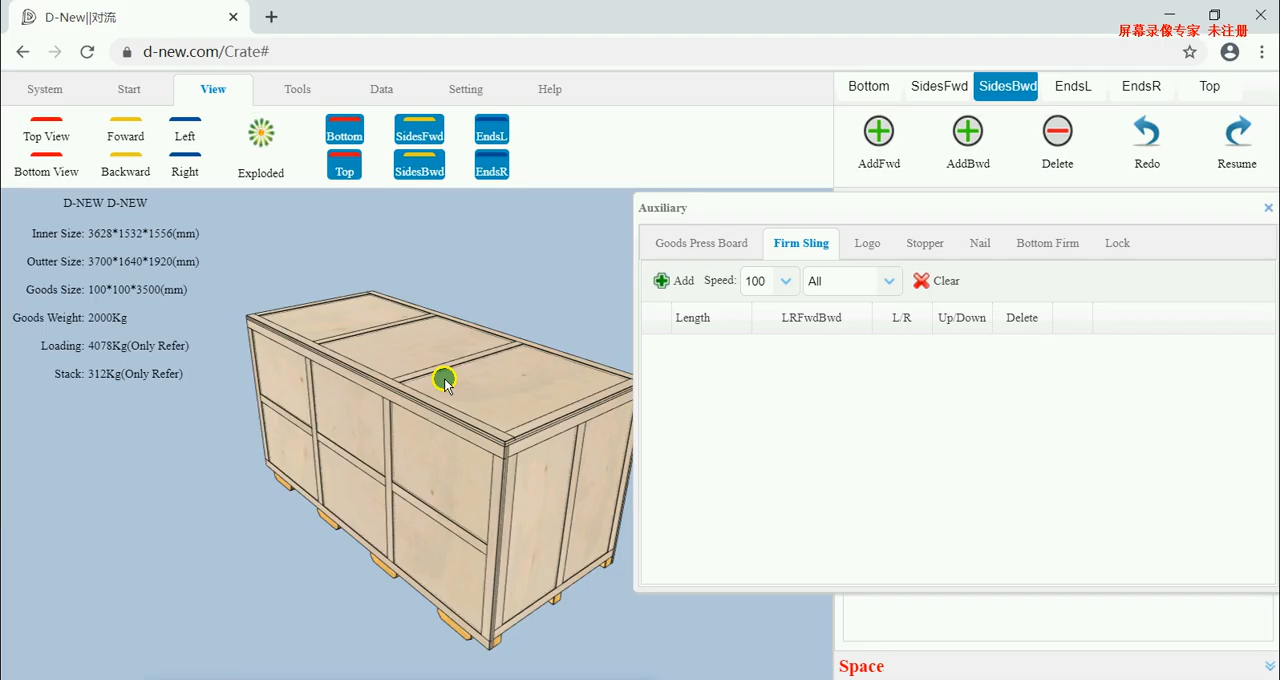 D-New||对流
屏幕录像专家 未注册
d-new.com/Crate#
System Start View Tools Data Setting Help
Bottom SidesFwd SidesBwd EndsL EndsR Top
Top View Foward Left
Bottom View Backward Right
Exploded
Bottom SidesFwd EndsL
Top SidesBwd EndsR
AddFwd AddBwd Delete Redo Resume
D-NEW D-NEW
Inner Size: 3628*1532*1556(mm)
Outter Size: 3700*1640*1920(mm)
Goods Size: 100*100*3500(mm)
Goods Weight: 2000Kg
Loading: 4078Kg(Only Refer)
Stack: 312Kg(Only Refer)
Auxiliary
Goods Press Board Firm Sling Logo Stopper Nail Bottom Firm Lock
Add Speed: 100 All Clear
Length LRFwdBwd L/R Up/Down Delete
Space